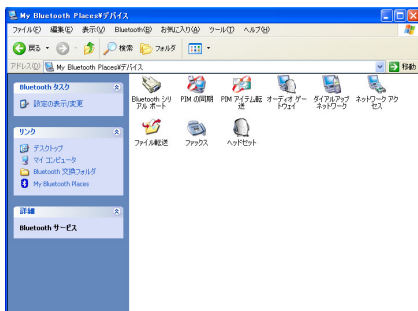 My Bluetooth Places¥デバイス
ファイル(F) 編集(E) 表示(V) Bluetooth(B) お気に入り(A) ツール(T) ヘルプ(H)
戻る 検索 フォルダ
アドレス(D) My Bluetooth Places¥デバイス 移動
Bluetooth タスク
設定の表示/変更
リンク
デスクトップ
マイ コンピュータ
Bluetooth 交換フォルダ
My Bluetooth Places
詳細
Bluetooth サービス
Bluetooth シリ PIM の同期 PIM アイテム転 オーディオ ゲー ダイアルアップ ネットワーク アク
アル ポート 送 トウェイ ネットワーク セス
ファイル転送 ファックス ヘッドセット